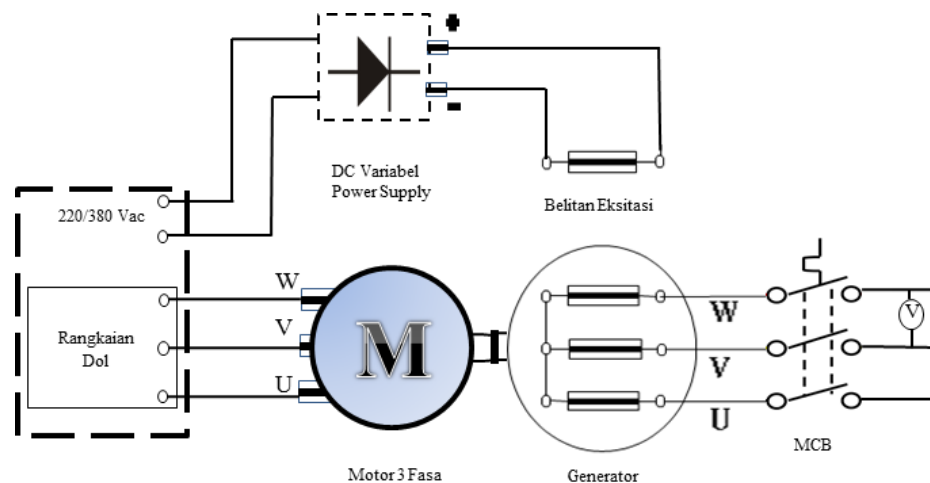 +
-
DC Variabel
Power Supply
Belitan Eksitasi
220/380 Vac
Rangkaian
Dol
W
V
U
M
W
V
U
V
MCB
Motor 3 Fasa
Generator